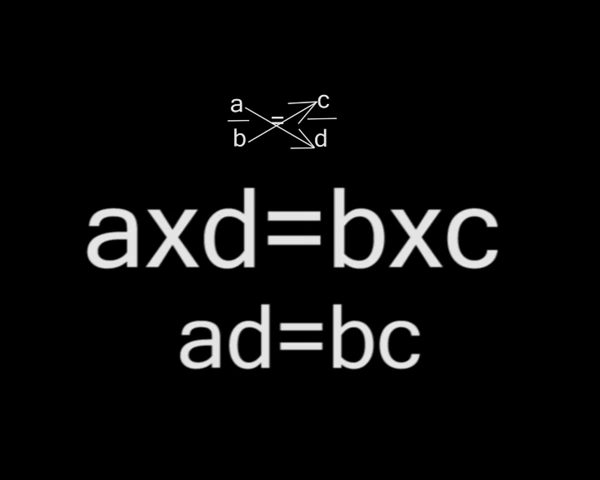 a = c
b d
axd=bxc
ad=bc